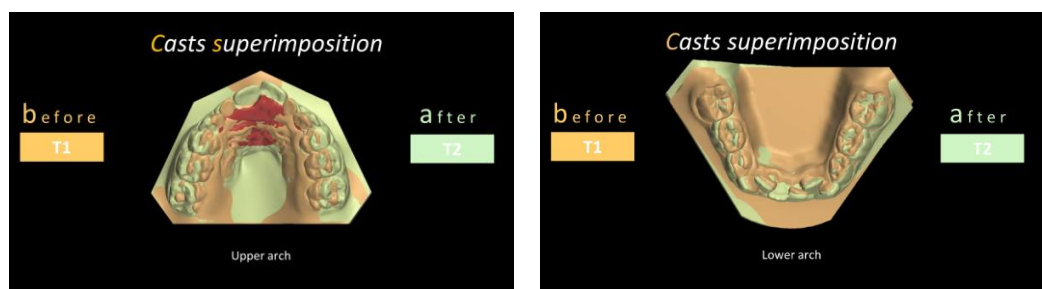 Casts superimposition
before
after
T1
T2
Upper arch
Casts superimposition
before
after
T1
T2
Lower arch